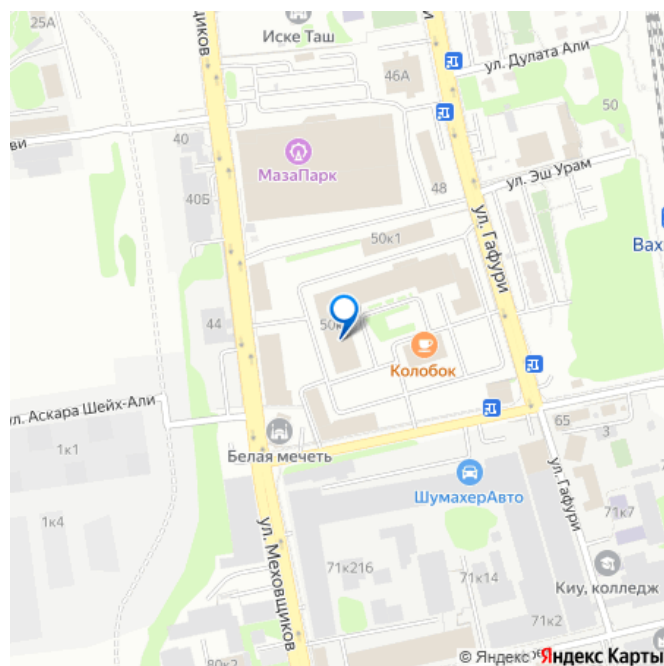 25А
Иске Таш
46А
ул. Дулата Али
50
40
МазаПарк
40Б
48
ул. Эш Урам
50к1
ул. Гафури
Вах
44
Колобок
ул. Аскара Шейх-Али
65
3
1к1
Белая мечеть
ШумахерАвто
ул. Гафури
71к7
1к4
ул. Меховщиков
71к216
71к14
Киу, колледж
71к2
80к2
© Яндекс Яндекс Карты